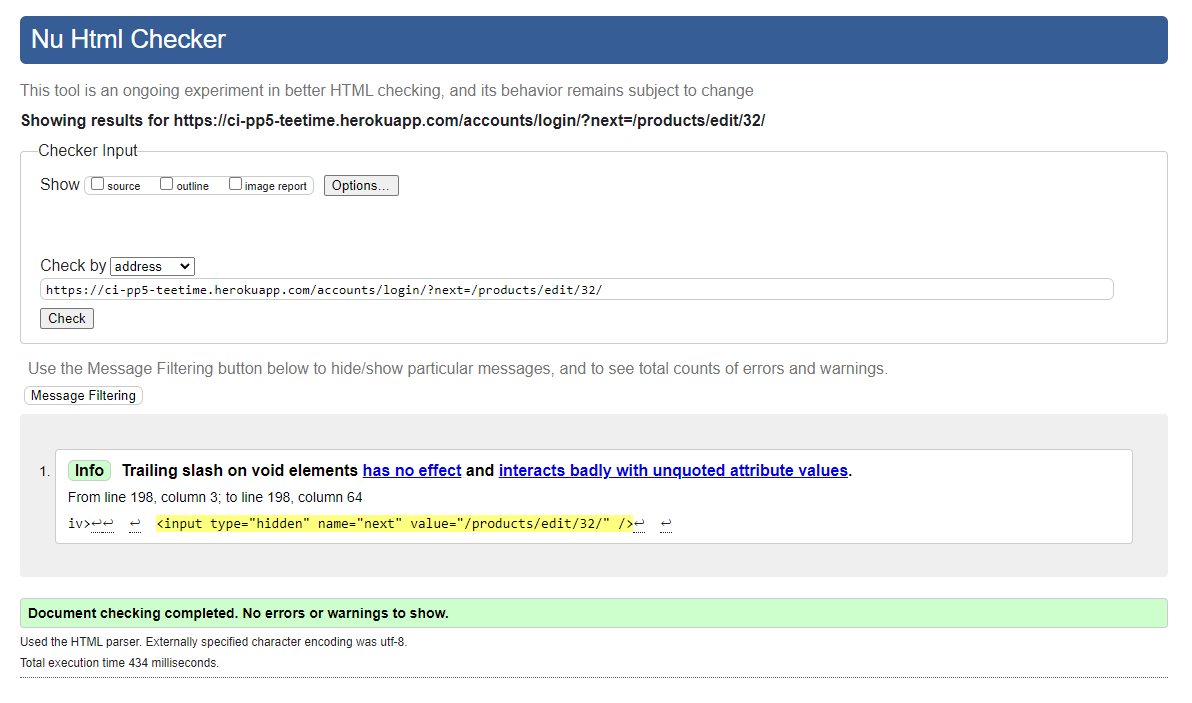 Nu Html Checker
This tool is an ongoing experiment in better HTML checking, and its behavior remains subject to change
Showing results for https://ci-pp5-teetime.herokuapp.com/accounts/login/?next=/products/edit/32/
Checker Input
Show source outline image report Options...
Check by address
https://ci-pp5-teetime.herokuapp.com/accounts/login/?next=/products/edit/32/
Check
Use the Message Filtering button below to hide/show particular messages, and to see total counts of errors and warnings.
Message Filtering
1. Info Trailing slash on void elements has no effect and interacts badly with unquoted attribute values.
From line 198, column 3; to line 198, column 64
iv>↩↩ ↩ <input type="hidden" name="next" value="/products/edit/32/" />↩ ↩
Document checking completed. No errors or warnings to show.
Used the HTML parser. Externally specified character encoding was utf-8.
Total execution time 434 milliseconds.